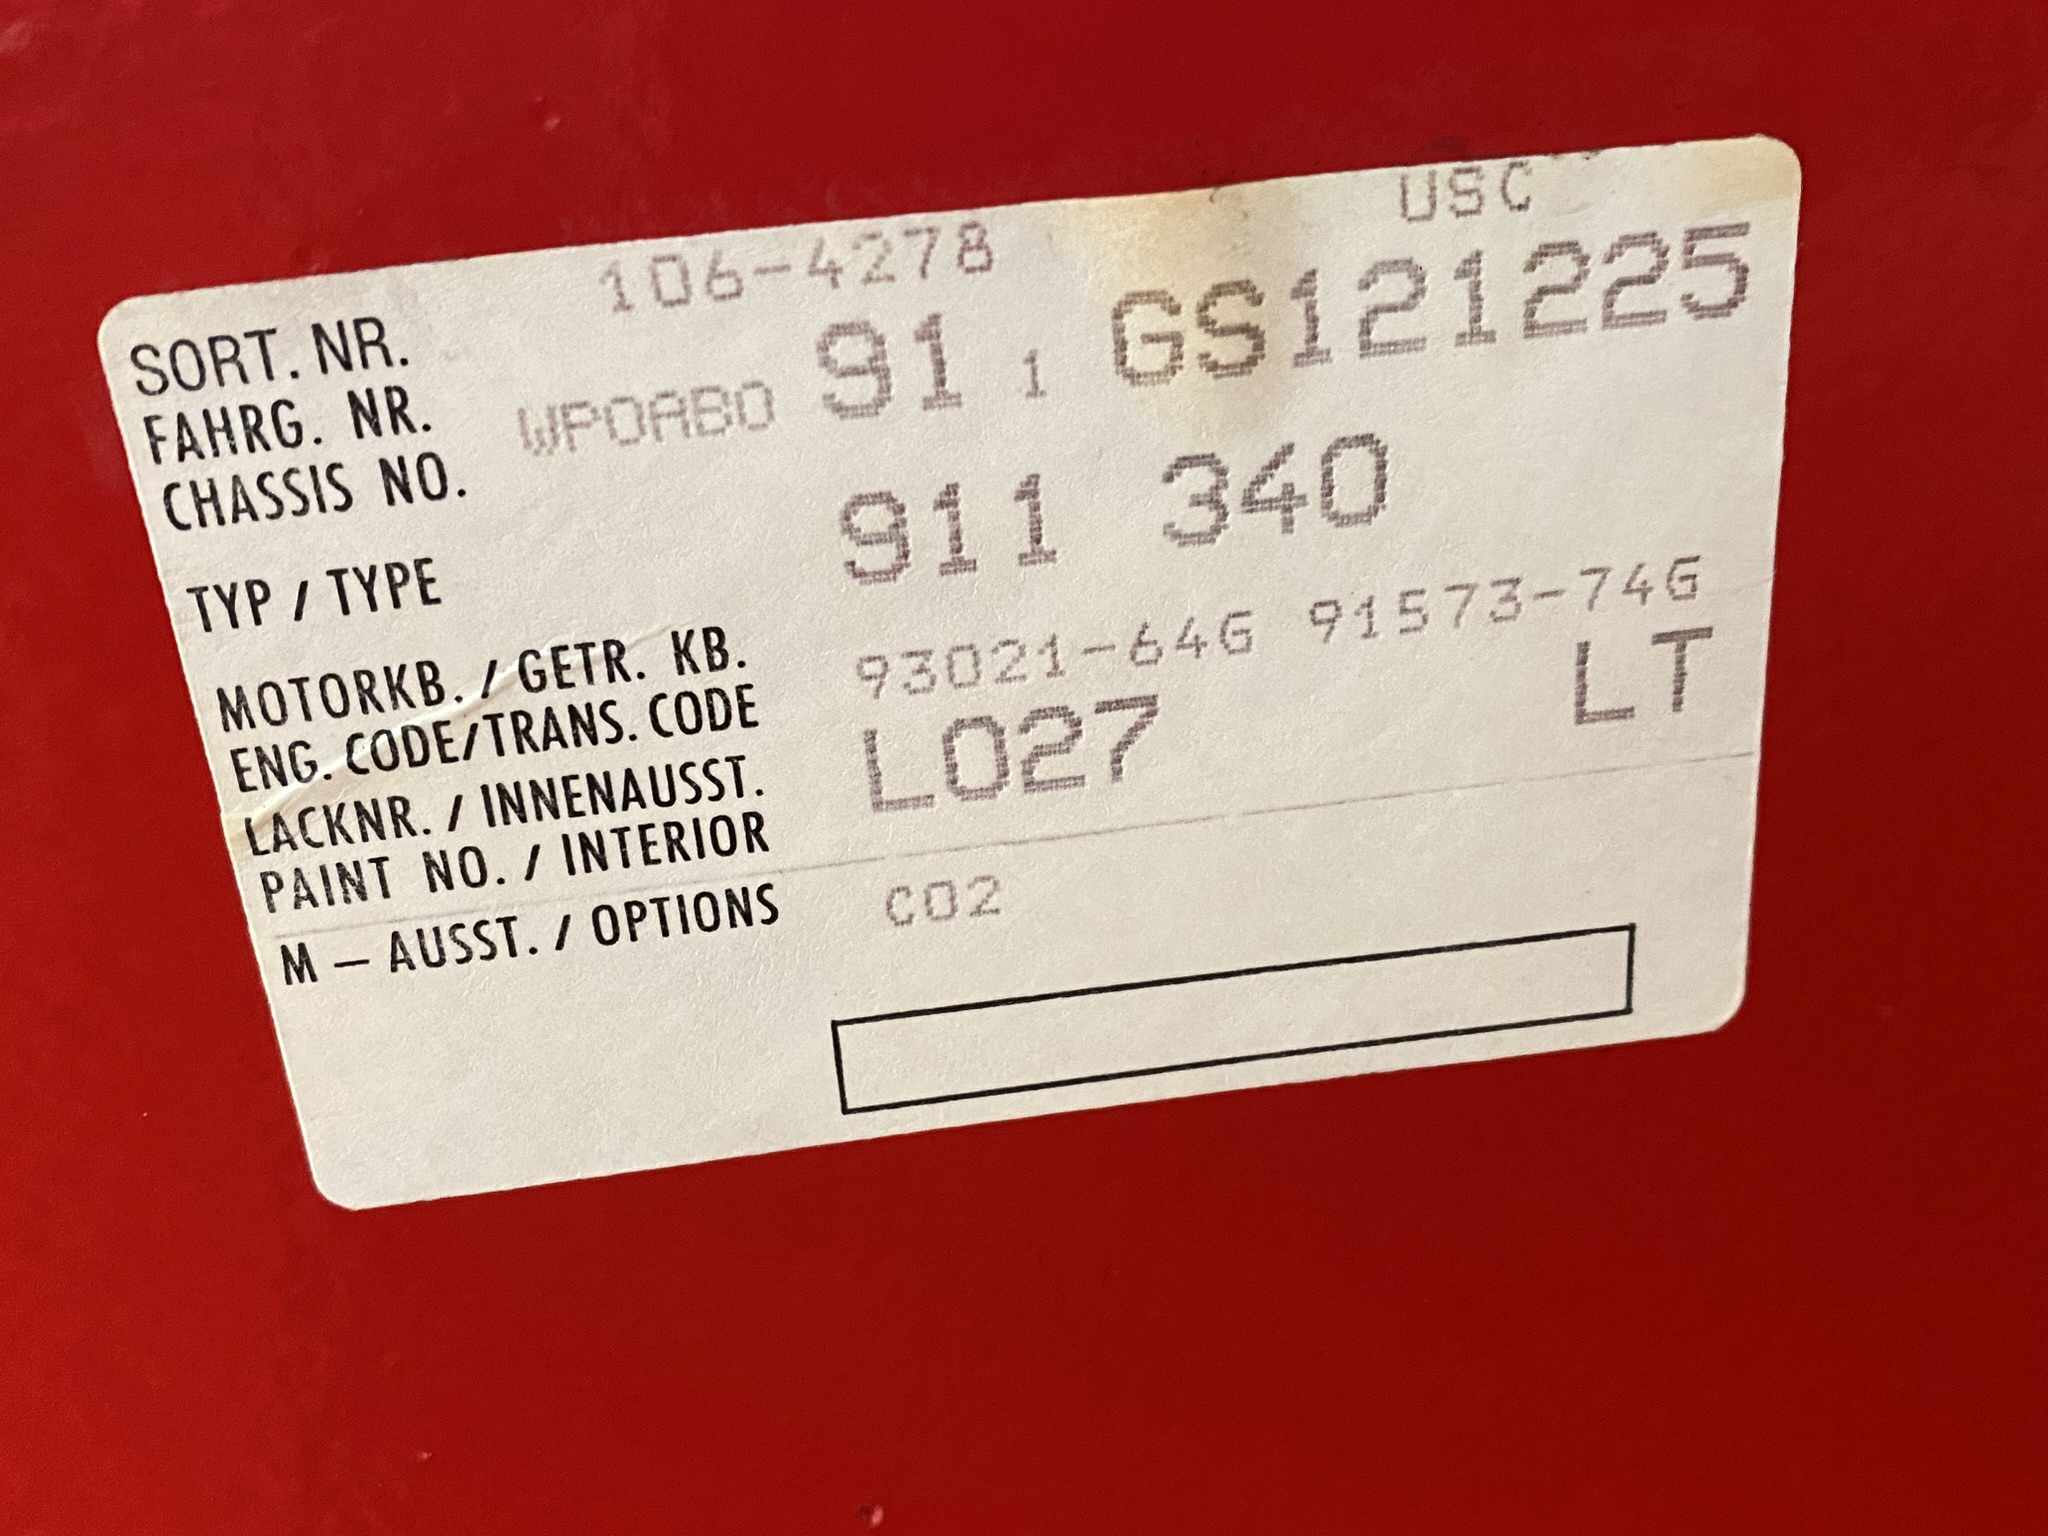 106-4278 USC
SORT. NR.
FAHRG. NR.
CHASSIS NO. WP0AB0 91 1 GS121225
TYP / TYPE 911 340
MOTORKB. / GETR. KB.
ENG. CODE/TRANS. CODE 93021-64G 91573-74G
LACKNR. / INNENAUSST.
PAINT NO. / INTERIOR L027 LT
M – AUSST. / OPTIONS C02